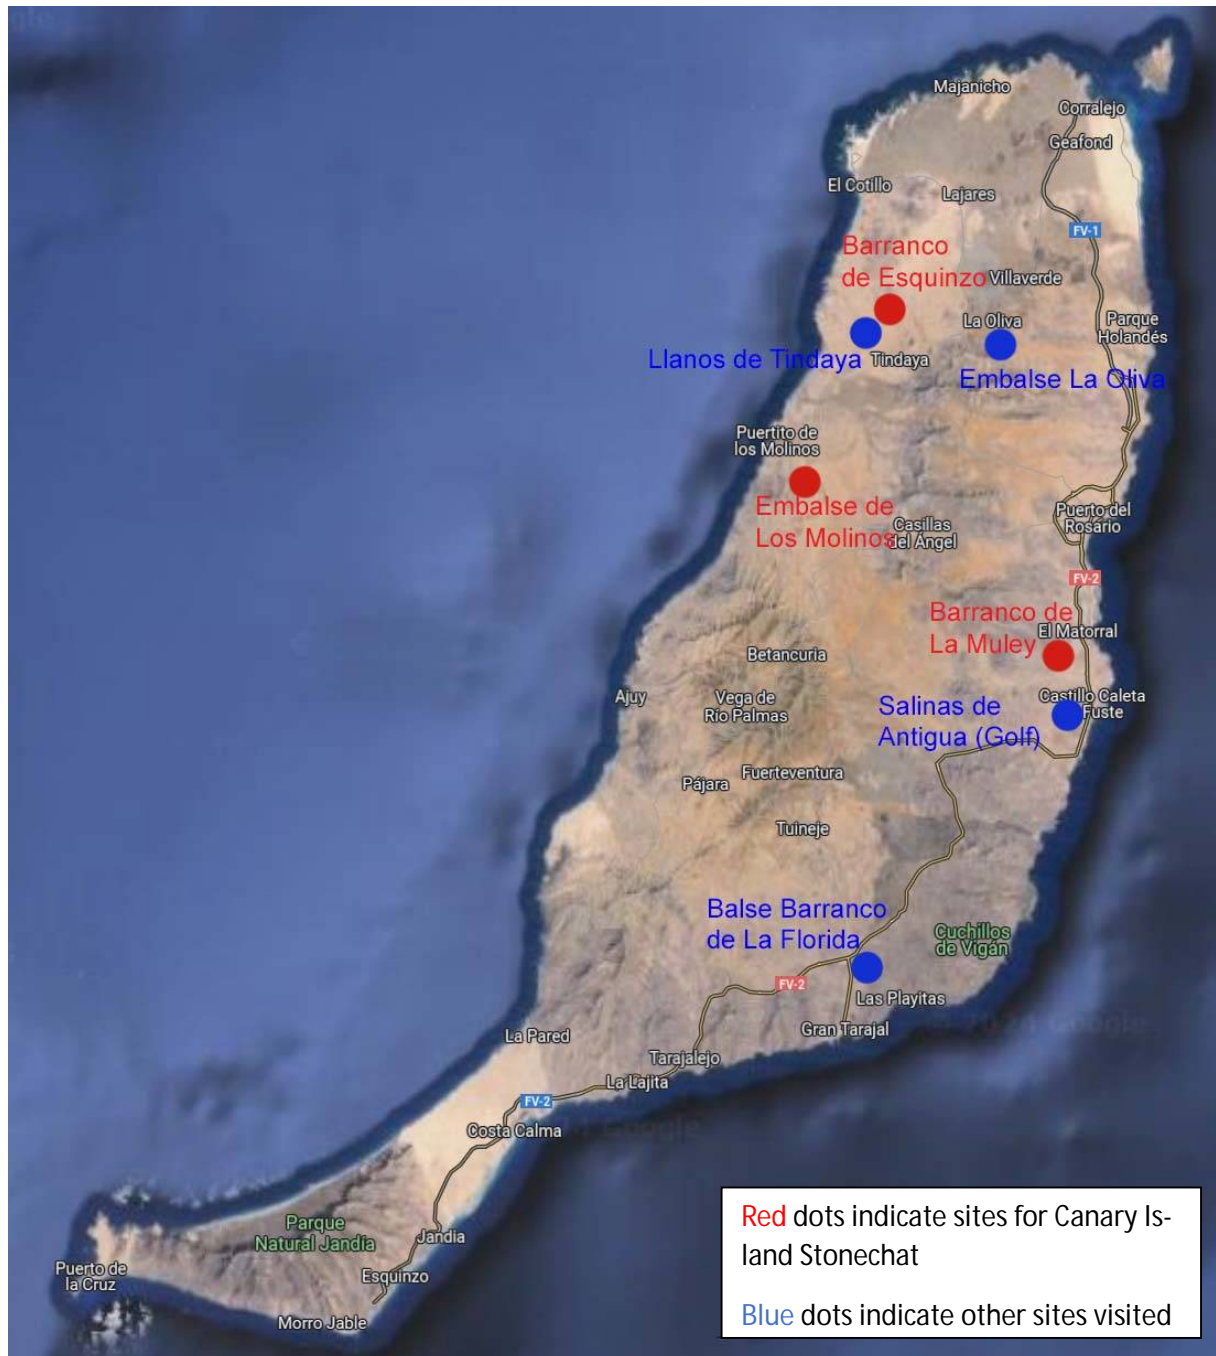 Majanicho
Corralejo
Geafond
El Cotillo
Lajares
FV-1
Barranco
de Esquinzo
Villaverde
La Oliva
Parque
Holandés
Llanos de Tindaya
Tindaya
Embalse La Oliva
Puertito de
los Molinos
Embalse de
Los Molinos
Casillas
del Ángel
Puerto del
Rosario
FV-2
Barranco de
La Muley
El Matorral
Betancuria
Ajuy
Vega de
Rio Palmas
Castillo Caleta
Fuste
Salinas de
Antigua (Golf)
Pájara
Fuerteventura
Tuineje
Balse Barranco
de La Florida
Cuchillos
de Vigán
FV-2
Las Playitas
Gran Tarajal
La Pared
Tarajalejo
La Lajita
FV-2
Costa Calma
Google
Parque
Natural Jandía
Jandia
Puerto de
la Cruz
Esquinzo
Morro Jable
Red dots indicate sites for Canary Is-
land Stonechat
Blue dots indicate other sites visited